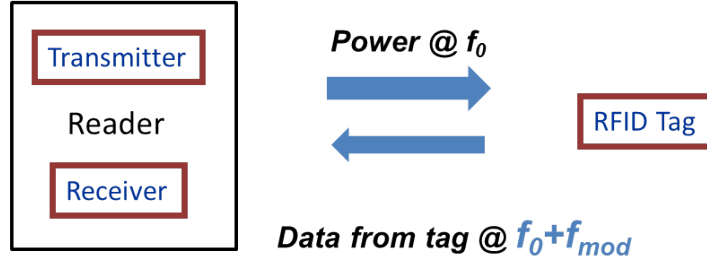 Transmitter
Reader
Receiver
Power @ f₀
RFID Tag
Data from tag @ f₀+fmod